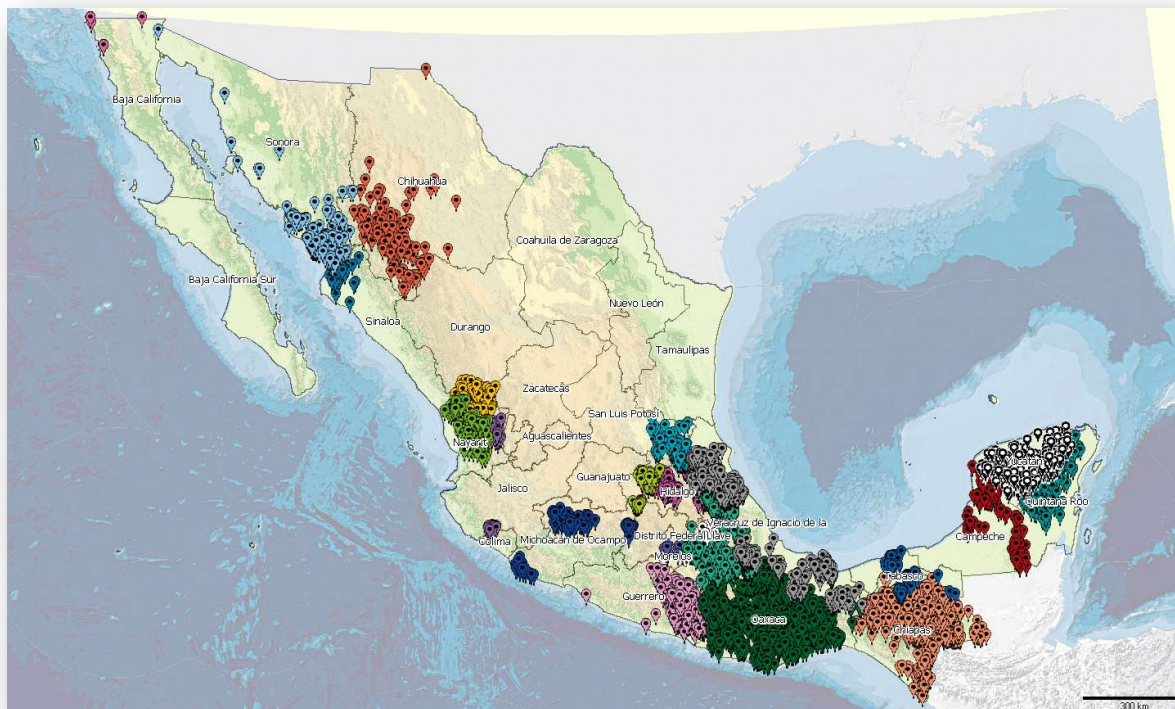 Baja California
Sonora
Chihuahua
Coahuila de Zaragoza
Baja California Sur
Nuevo León
Sinaloa
Durango
Tamaulipas
Zacatecas
San Luis Potosí
Nayarit
Aguascalientes
Yucatán
Guanajuato
Jalisco
Hidalgo
Quintana Roo
Veracruz de Ignacio de la
Llave
Distrito Federal
Colima
Michoacán de Ocampo
Campeche
Morelos
Tabasco
Guerrero
Oaxaca
Chiapas
300 km